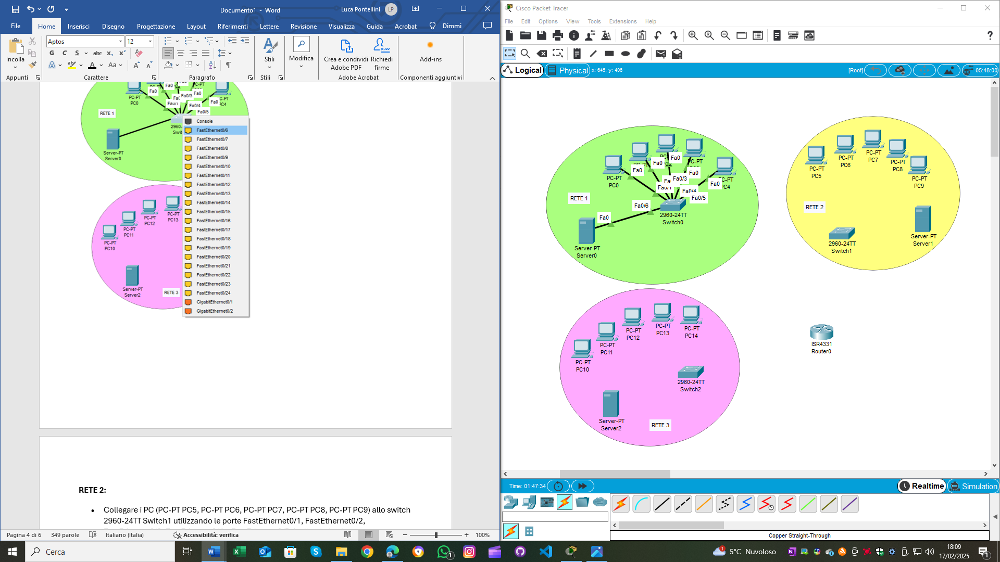 Documento1 - Word
Luca Pontellini
LP
File
Home
Inserisci
Disegno
Progettazione
Layout
Riferimenti
Lettere
Revisione
Visualizza
Guida
Acrobat
Dimmi
Incolla
Aptos
12
Stili
Modifica
Crea e condividi
Adobe PDF
Richiedi
firme
Add-ins
Appunti
Carattere
Paragrafo
Stili
Adobe Acrobat
Componenti aggiuntivi
Fa0
Fa0
Fa0/3
Fa0
Fa0/4
Fa0
Fa0/5
PC-PT
PC0
PC4
RETE 1
Server-PT
Server0
Console
FastEthernet0/6
FastEthernet0/7
FastEthernet0/8
FastEthernet0/9
FastEthernet0/10
FastEthernet0/11
FastEthernet0/12
FastEthernet0/13
FastEthernet0/14
FastEthernet0/15
FastEthernet0/16
FastEthernet0/17
FastEthernet0/18
FastEthernet0/19
FastEthernet0/20
FastEthernet0/21
FastEthernet0/22
FastEthernet0/23
FastEthernet0/24
GigabitEthernet0/1
GigabitEthernet0/2
PC-PT
PC13
PC-PT
PC12
PC-PT
PC11
PC-PT
PC10
Server-PT
Server2
RETE 3
RETE 2:
• Collegare i PC (PC-PT PC5, PC-PT PC6, PC-PT PC7, PC-PT PC8, PC-PT PC9) allo switch
2960-24TT Switch1 utilizzando le porte FastEthernet0/1, FastEthernet0/2,
Pagina 4 di 6
349 parole
Italiano (Italia)
Accessibilità: verifica
100%
Cisco Packet Tracer
File
Edit
Options
View
Tools
Extensions
Help
Logical
Physical
x: 645, y: 406
[Root]
05:48:00
PC-PT
PC0
Fa0
Fa0
Fa0
Fa0
Fa0
Fa0/3
Fa0/4
Fa0/5
PC4
RETE 1
Fa0/6
Fa0
2960-24TT
Switch0
Server-PT
Server0
PC-PT
PC5
PC-PT
PC6
PC-PT
PC7
PC-PT
PC8
PC-PT
PC9
RETE 2
2960-24TT
Switch1
Server-PT
Server1
PC-PT
PC10
PC-PT
PC11
PC-PT
PC12
PC-PT
PC13
PC-PT
PC14
2960-24TT
Switch2
Server-PT
Server2
RETE 3
ISR4331
Router0
Time: 01:47:34
Realtime
Simulation
Copper Straight-Through
Cerca
5°C Nuvoloso
18:09
17/02/2025